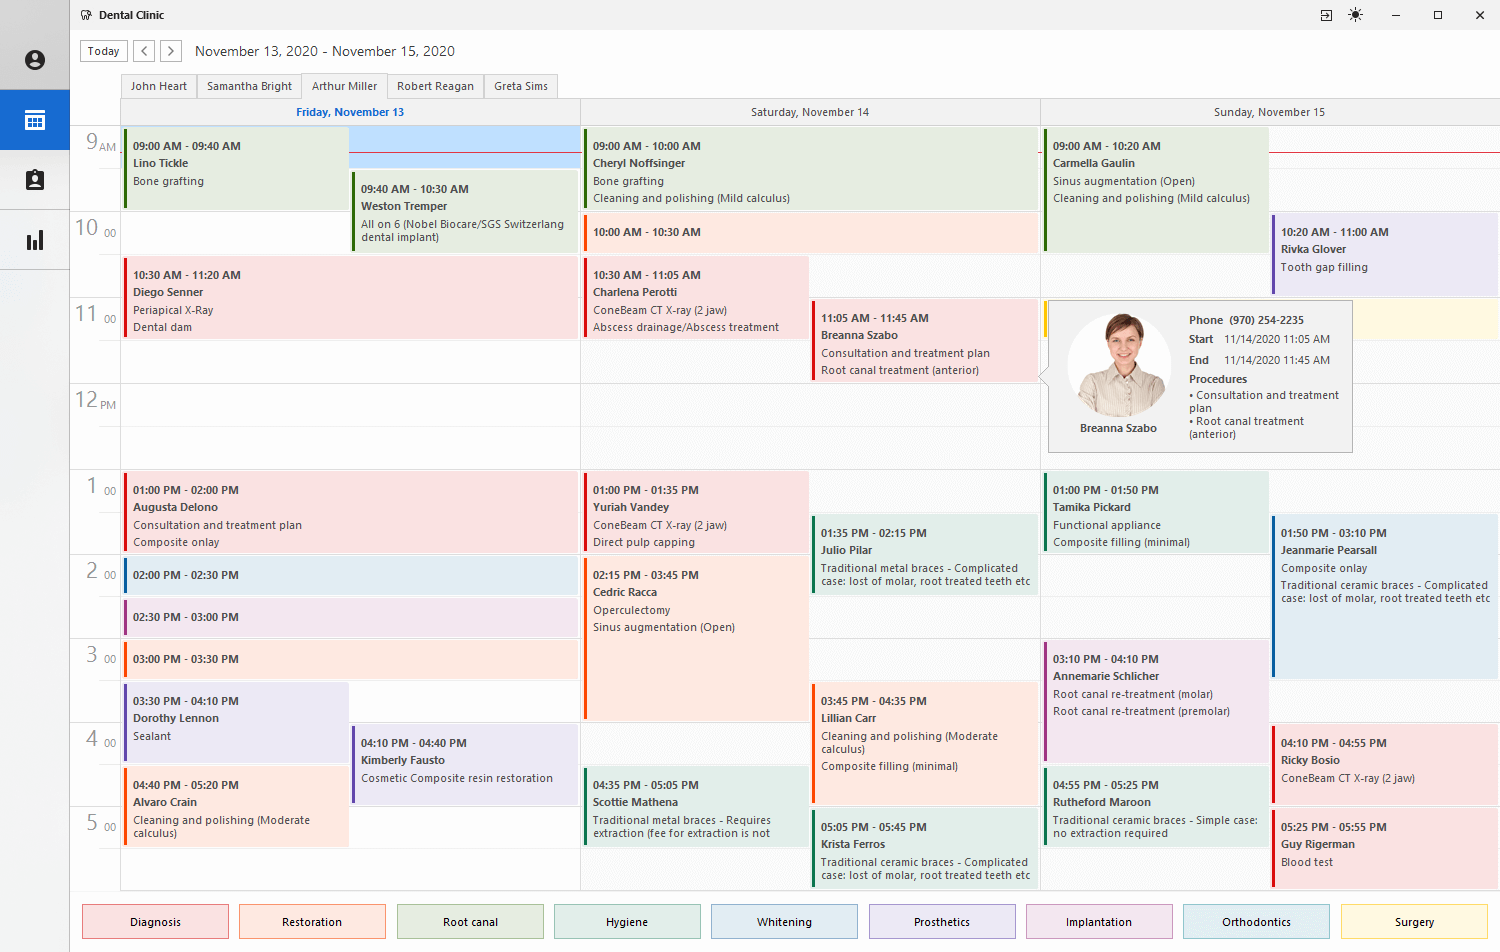 Dental Clinic
Today
November 13, 2020 - November 15, 2020
John Heart
Samantha Bright
Arthur Miller
Robert Reagan
Greta Sims
Friday, November 13
Saturday, November 14
Sunday, November 15
9 AM
10 00
11 00
12 PM
1 00
2 00
3 00
4 00
5 00
09:00 AM - 09:40 AM
Lino Tickle
Bone grafting
09:40 AM - 10:30 AM
Weston Tremper
All on 6 (Nobel Biocare/SGS Switzerlang
dental implant)
10:30 AM - 11:20 AM
Diego Senner
Periapical X-Ray
Dental dam
01:00 PM - 02:00 PM
Augusta Delono
Consultation and treatment plan
Composite onlay
02:00 PM - 02:30 PM
02:30 PM - 03:00 PM
03:00 PM - 03:30 PM
03:30 PM - 04:10 PM
Dorothy Lennon
Sealant
04:10 PM - 04:40 PM
Kimberly Fausto
Cosmetic Composite resin restoration
04:40 PM - 05:20 PM
Alvaro Crain
Cleaning and polishing (Moderate
calculus)
09:00 AM - 10:00 AM
Cheryl Noffsinger
Bone grafting
Cleaning and polishing (Mild calculus)
10:00 AM - 10:30 AM
10:30 AM - 11:05 AM
Charlena Perotti
ConeBeam CT X-ray (2 jaw)
Abscess drainage/Abscess treatment
11:05 AM - 11:45 AM
Breanna Szabo
Consultation and treatment plan
Root canal treatment (anterior)
01:00 PM - 01:35 PM
Yuriah Vandey
ConeBeam CT X-ray (2 jaw)
Direct pulp capping
01:35 PM - 02:15 PM
Julio Pilar
Traditional metal braces - Complicated
case: lost of molar, root treated teeth etc
02:15 PM - 03:45 PM
Cedric Racca
Operculectomy
Sinus augmentation (Open)
03:45 PM - 04:35 PM
Lillian Carr
Cleaning and polishing (Moderate
calculus)
Composite filling (minimal)
04:35 PM - 05:05 PM
Scottie Mathena
Traditional metal braces - Requires
extraction (fee for extraction is not
05:05 PM - 05:45 PM
Krista Ferros
Traditional ceramic braces - Complicated
case: lost of molar, root treated teeth etc
09:00 AM - 10:20 AM
Carmella Gaulin
Sinus augmentation (Open)
Cleaning and polishing (Mild calculus)
10:20 AM - 11:00 AM
Rivka Glover
Tooth gap filling
Breanna Szabo
Phone (970) 254-2235
Start 11/14/2020 11:05 AM
End 11/14/2020 11:45 AM
Procedures
• Consultation and treatment
plan
• Root canal treatment
(anterior)
01:00 PM - 01:50 PM
Tamika Pickard
Functional appliance
Composite filling (minimal)
01:50 PM - 03:10 PM
Jeanmarie Pearsall
Composite onlay
Traditional ceramic braces - Complicated
case: lost of molar, root treated teeth etc
03:10 PM - 04:10 PM
Annemarie Schlicher
Root canal re-treatment (molar)
Root canal re-treatment (premolar)
04:10 PM - 04:55 PM
Ricky Bosio
ConeBeam CT X-ray (2 jaw)
04:55 PM - 05:25 PM
Rutheford Maroon
Traditional ceramic braces - Simple case:
no extraction required
05:25 PM - 05:55 PM
Guy Rigerman
Blood test
Diagnosis
Restoration
Root canal
Hygiene
Whitening
Prosthetics
Implantation
Orthodontics
Surgery